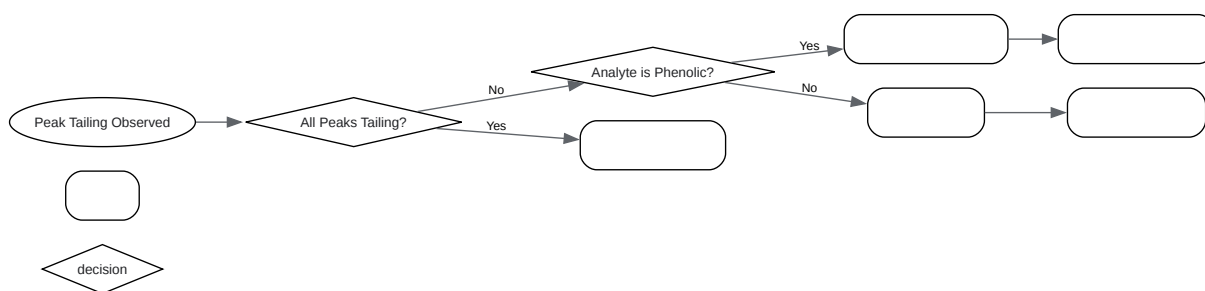 Peak Tailing Observed
All Peaks Tailing?
No
Yes
Analyte is Phenolic?
Yes
No
decision